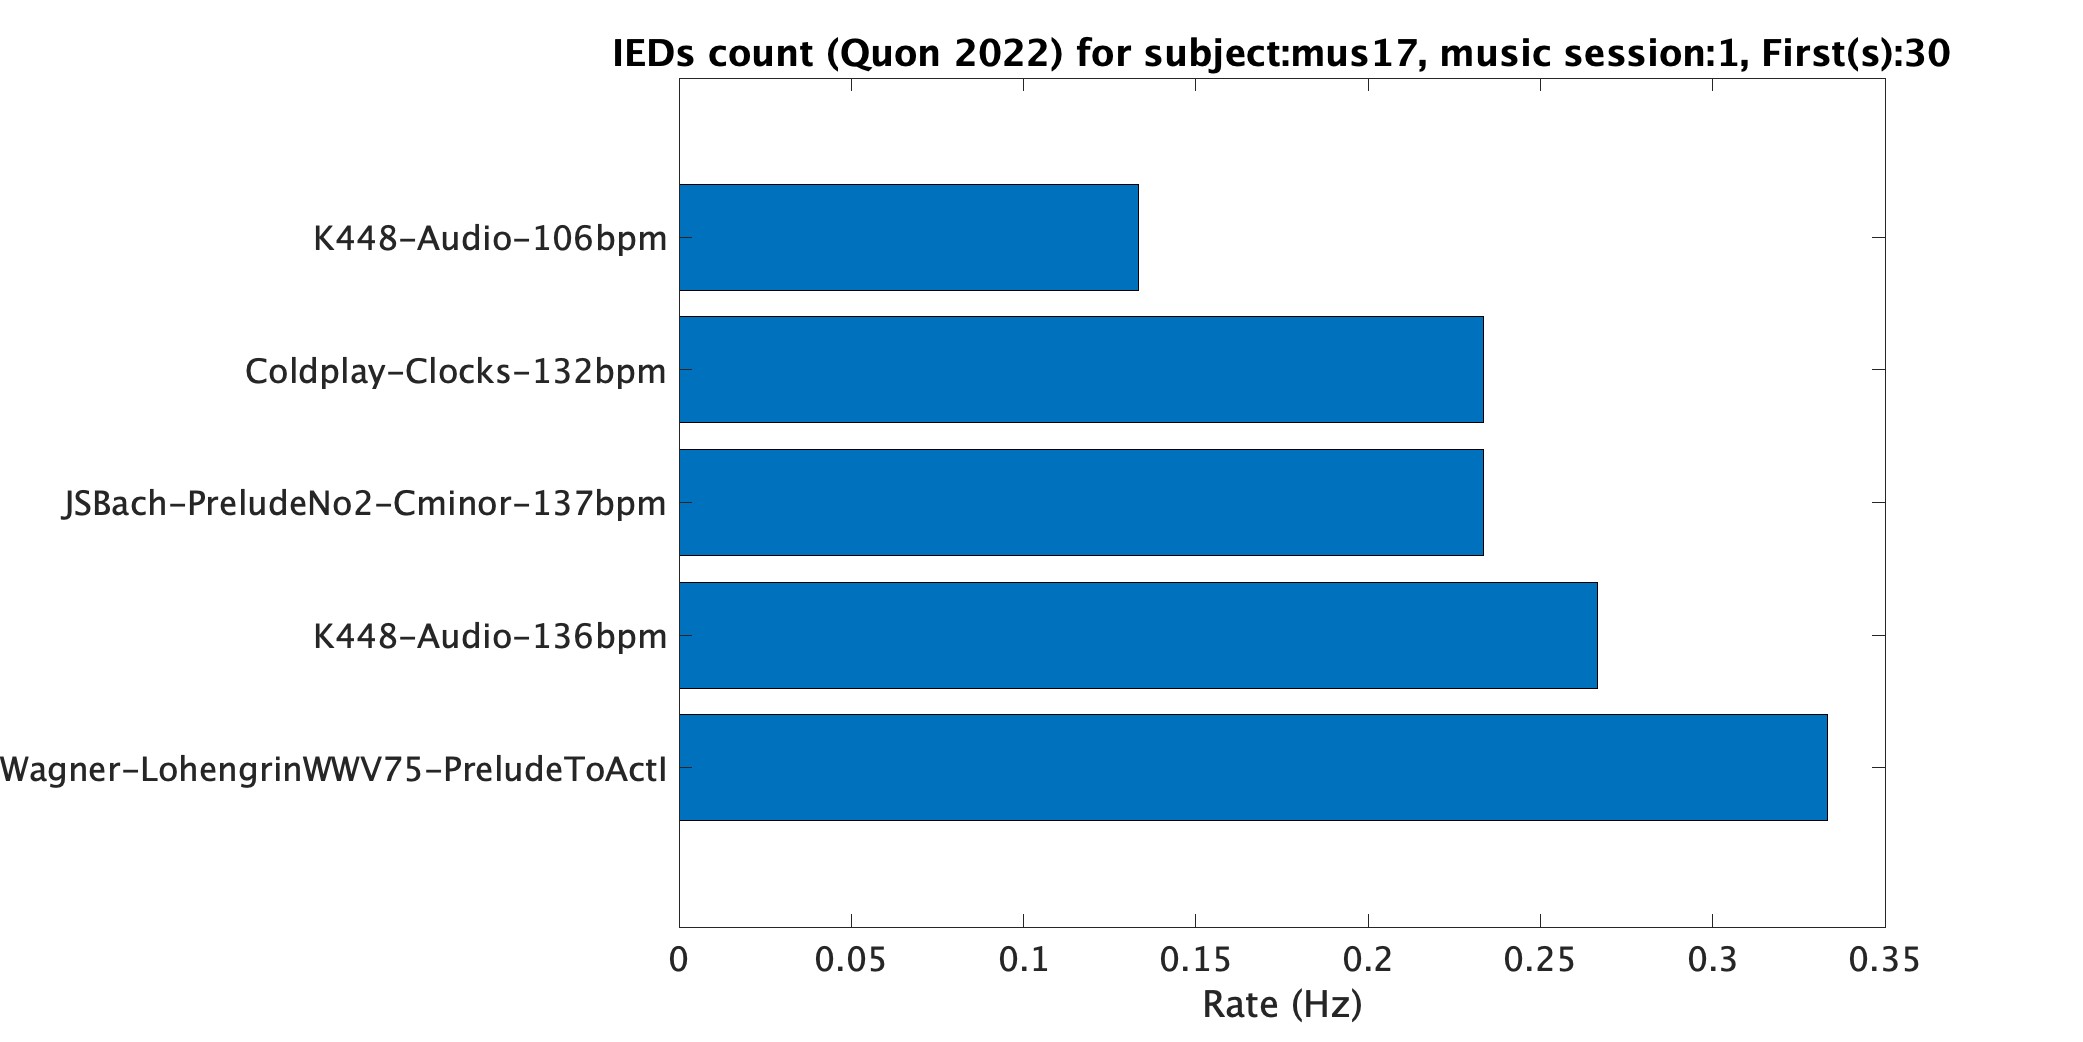 IEDs count (Quon 2022) for subject:mus17, music session:1, First(s):30
K448-Audio-106bpm
Coldplay-Clocks-132bpm
JSBach-PreludeNo2-Cminor-137bpm
K448-Audio-136bpm
Wagner-LohengrinWWV75-PreludeToActI
0 0.05 0.1 0.15 0.2 0.25 0.3 0.35
Rate (Hz)